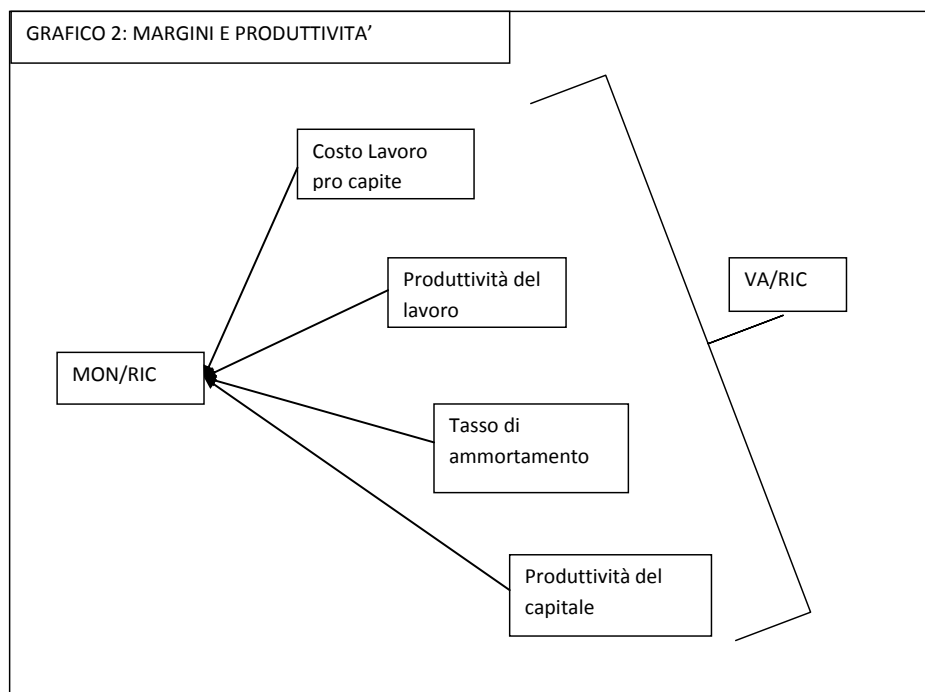 GRAFICO 2: MARGINI E PRODUTTIVITA’
Costo Lavoro
pro capite
Produttività del
lavoro
VA/RIC
MON/RIC
Tasso di
ammortamento
Produttività del
capitale